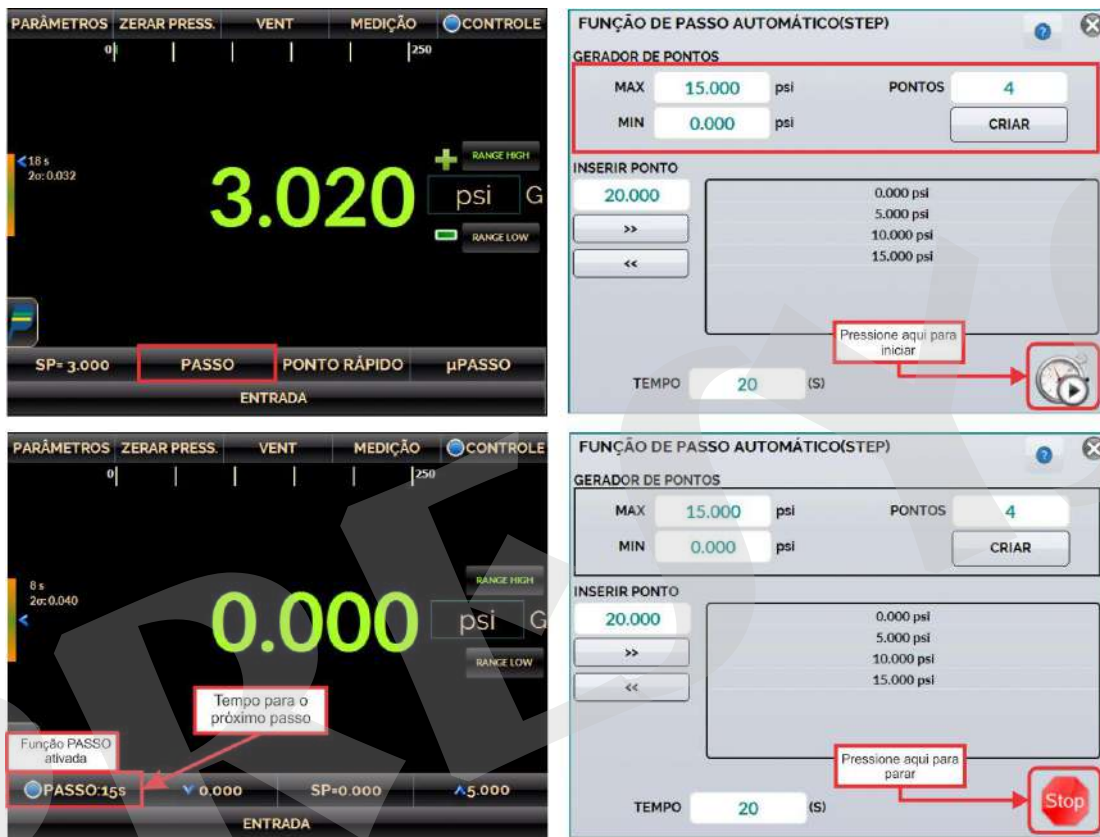 PARÂMETROS ZERAR PRESS. VENT MEDIÇÃO CONTROLE
0 250
18 s
2σ: 0.032
3.020
RANGE HIGH
psi G
RANGE LOW
SP= 3.000 PASSO PONTO RÁPIDO µPASSO
ENTRADA
FUNÇÃO DE PASSO AUTOMÁTICO(STEP)
GERADOR DE PONTOS
MAX 15.000 psi PONTOS 4
MIN 0.000 psi CRIAR
INSERIR PONTO
20.000
>>
<<
0.000 psi
5.000 psi
10.000 psi
15.000 psi
Pressione aqui para
iniciar
TEMPO 20 (S)
PARÂMETROS ZERAR PRESS. VENT MEDIÇÃO CONTROLE
0 250
8 s
2σ: 0.040
0.000
RANGE HIGH
psi G
RANGE LOW
Tempo para o
próximo passo
Função PASSO
ativada
PASSO:15s 0.000 SP=0.000 5.000
ENTRADA
FUNÇÃO DE PASSO AUTOMÁTICO(STEP)
GERADOR DE PONTOS
MAX 15.000 psi PONTOS 4
MIN 0.000 psi CRIAR
INSERIR PONTO
20.000
>>
<<
0.000 psi
5.000 psi
10.000 psi
15.000 psi
Pressione aqui para
parar
Stop
TEMPO 20 (S)